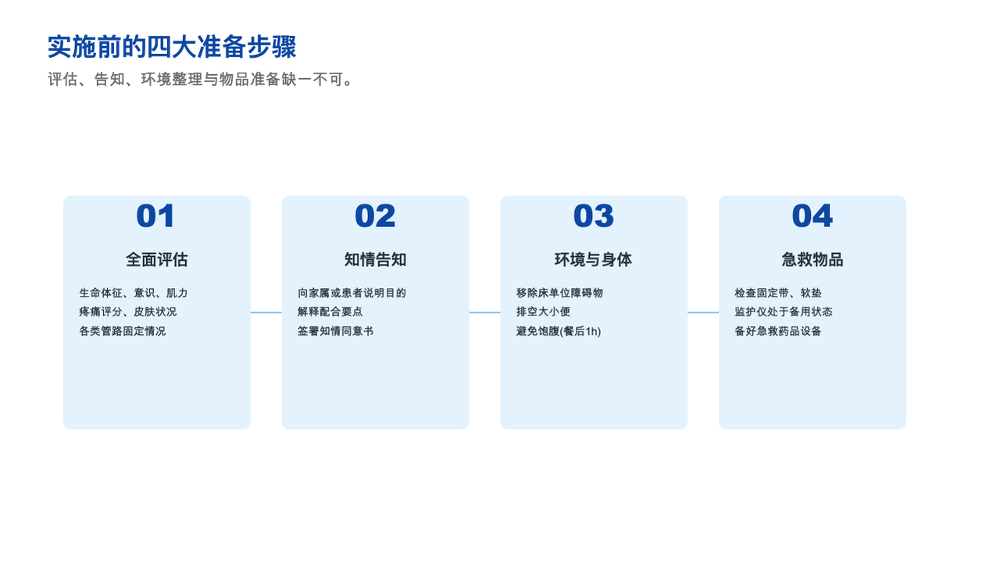 实施前的四大准备步骤
评估、告知、环境整理与物品准备缺一不可。
01
全面评估
生命体征、意识、肌力
疼痛评分、皮肤状况
各类管路固定情况
02
知情告知
向家属或患者说明目的
解释配合要点
签署知情同意书
03
环境与身体
移除床单位障碍物
排空大小便
避免饱腹(餐后1h)
04
急救物品
检查固定带、软垫
监护仪处于备用状态
备好急救药品设备